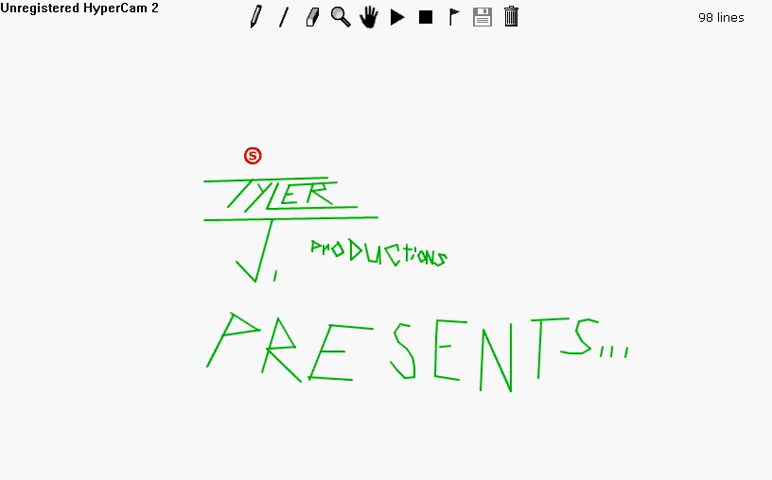 Unregistered HyperCam 2
98 lines
S
TYLER
J.
PRODUCTIONS
PRESENTS...